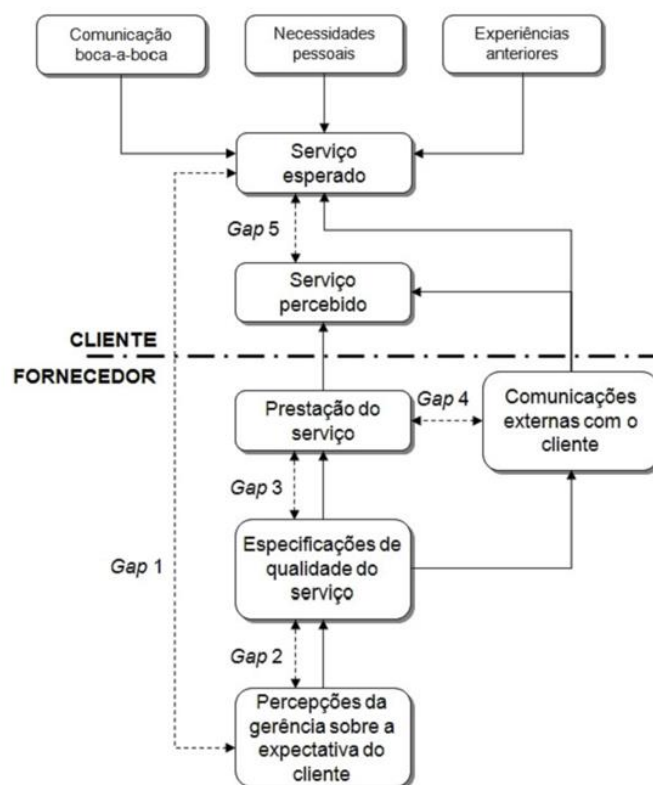 Comunicação
boca-a-boca
Necessidades
pessoais
Experiências
anteriores
Serviço
esperado
Gap 5
Serviço
percebido
CLIENTE
FORNECEDOR
Prestação do
serviço
Gap 4
Comunicações
externas com o
cliente
Gap 3
Especificações de
qualidade do
serviço
Gap 1
Gap 2
Percepções da
gerência sobre a
expectativa do
cliente